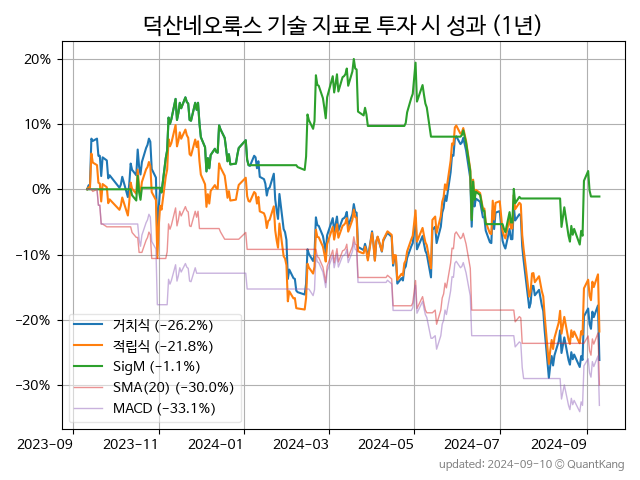 덕산네오룩스 기술 지표로 투자 시 성과 (1년)
20%
10%
0%
−10%
−20%
−30%
거치식 (−26.2%)
적립식 (−21.8%)
SigM (−1.1%)
SMA(20) (−30.0%)
MACD (−33.1%)
2023-09 2023-11 2024-01 2024-03 2024-05 2024-07 2024-09
updated: 2024-09-10 ⓒ QuantKang